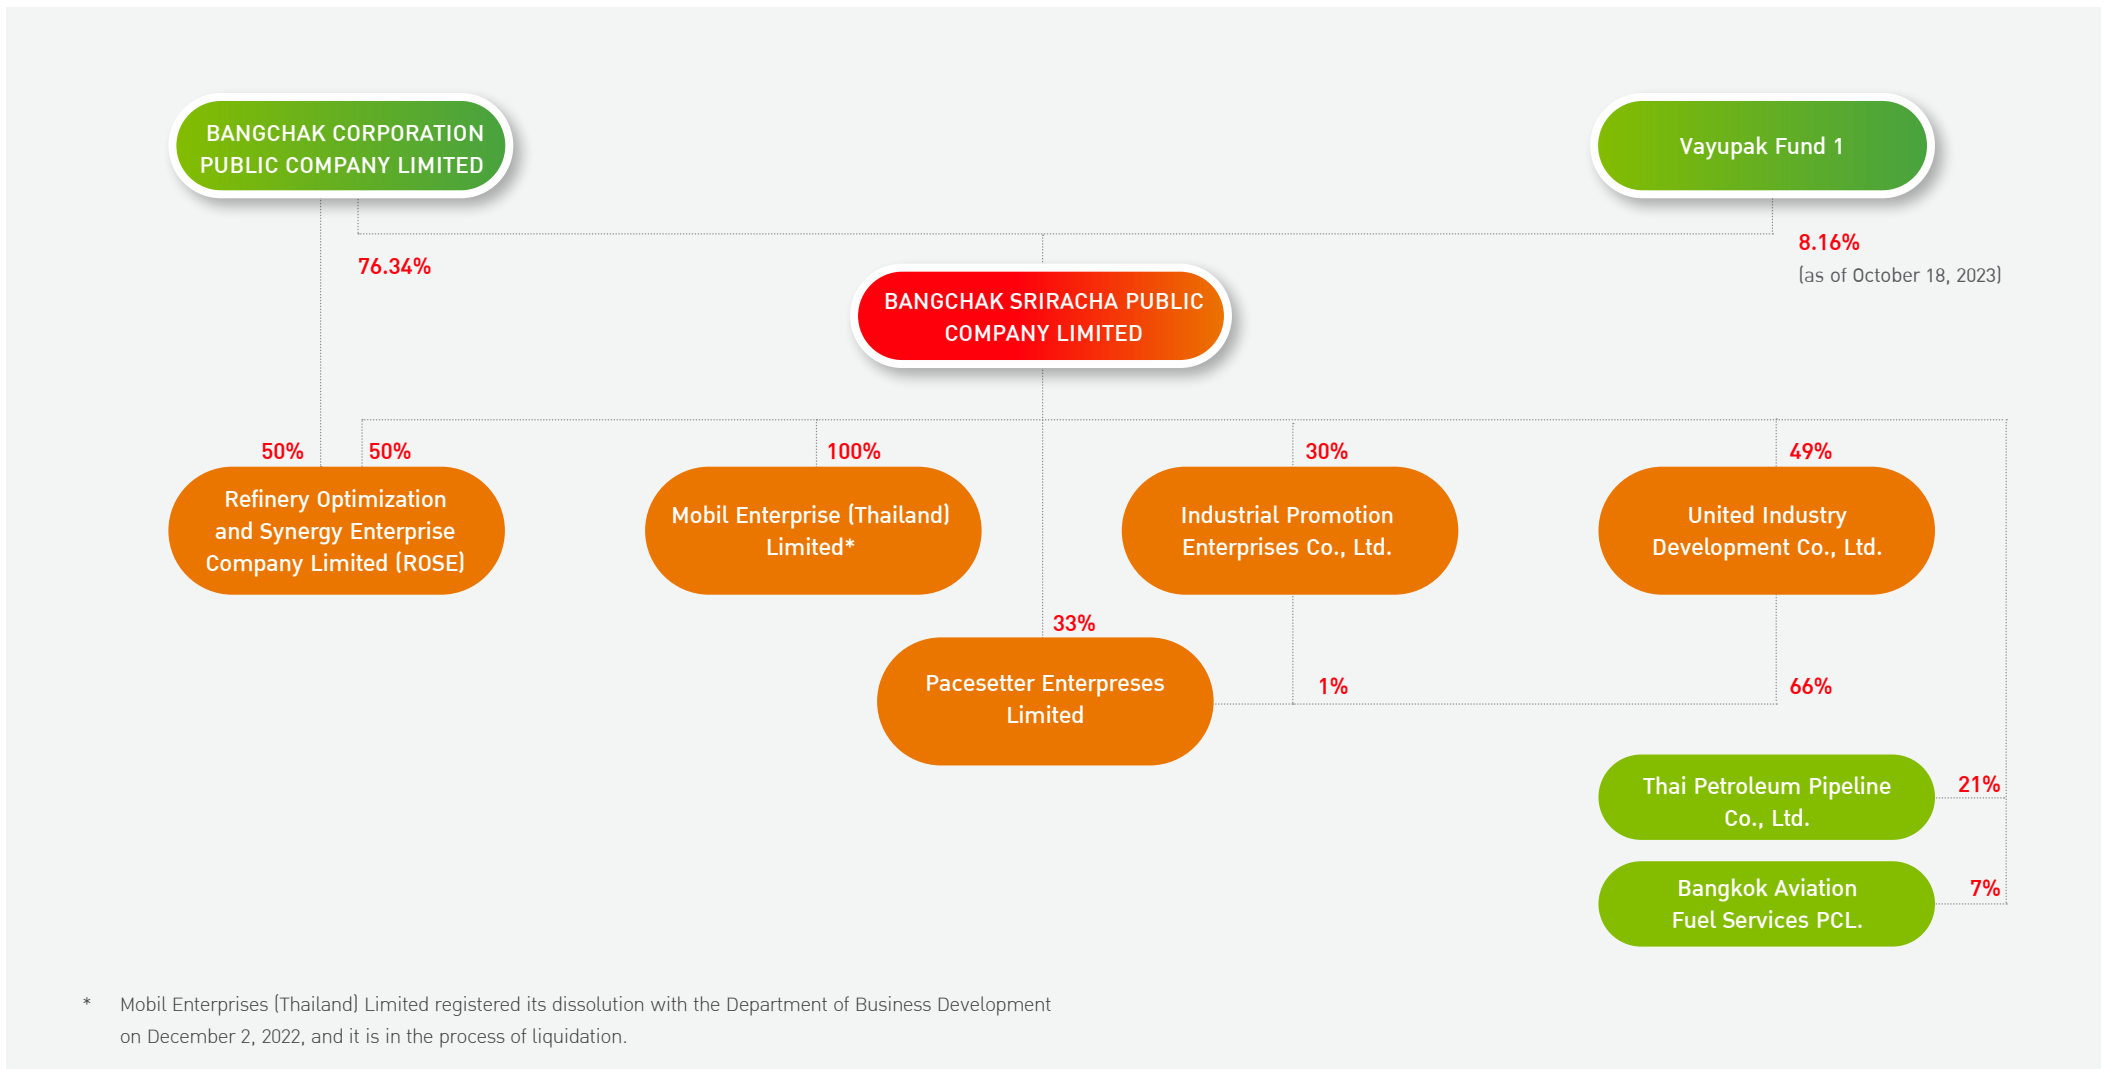 BANGCHAK CORPORATION
PUBLIC COMPANY LIMITED
Vayupak Fund 1
76.34%
8.16%
(as of October 18, 2023)
BANGCHAK SRIRACHA PUBLIC
COMPANY LIMITED
50%
50%
100%
30%
49%
Refinery Optimization
and Synergy Enterprise
Company Limited (ROSE)
Mobil Enterprise (Thailand)
Limited*
Industrial Promotion
Enterprises Co., Ltd.
United Industry
Development Co., Ltd.
33%
Pacesetter Enterpreses
Limited
1%
66%
Thai Petroleum Pipeline
Co., Ltd.
21%
Bangkok Aviation
Fuel Services PCL.
7%
* Mobil Enterprises (Thailand) Limited registered its dissolution with the Department of Business Development
on December 2, 2022, and it is in the process of liquidation.